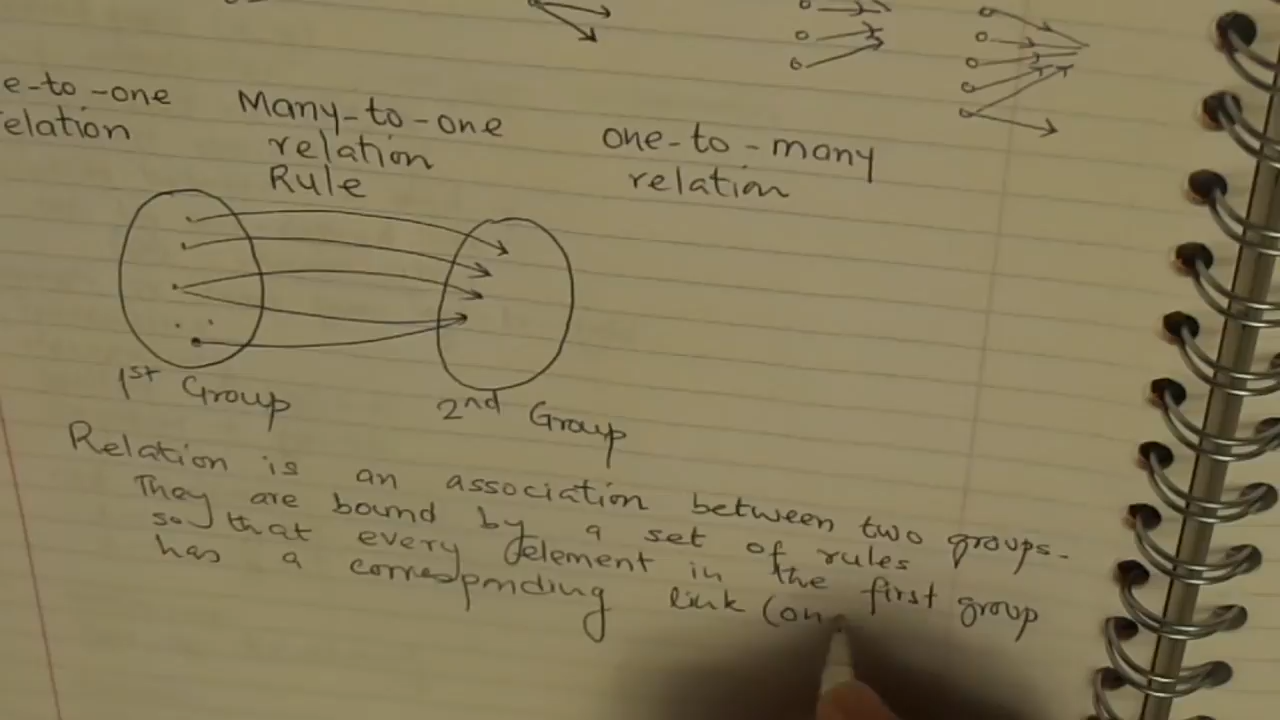 e-to-one
relation
Many-to-one
relation
Rule
one-to-many
relation
1st Group
2nd Group
Relation is an association between two groups.
They are bound by a set of rules
so that every element in the first group
has a correspnding link (on